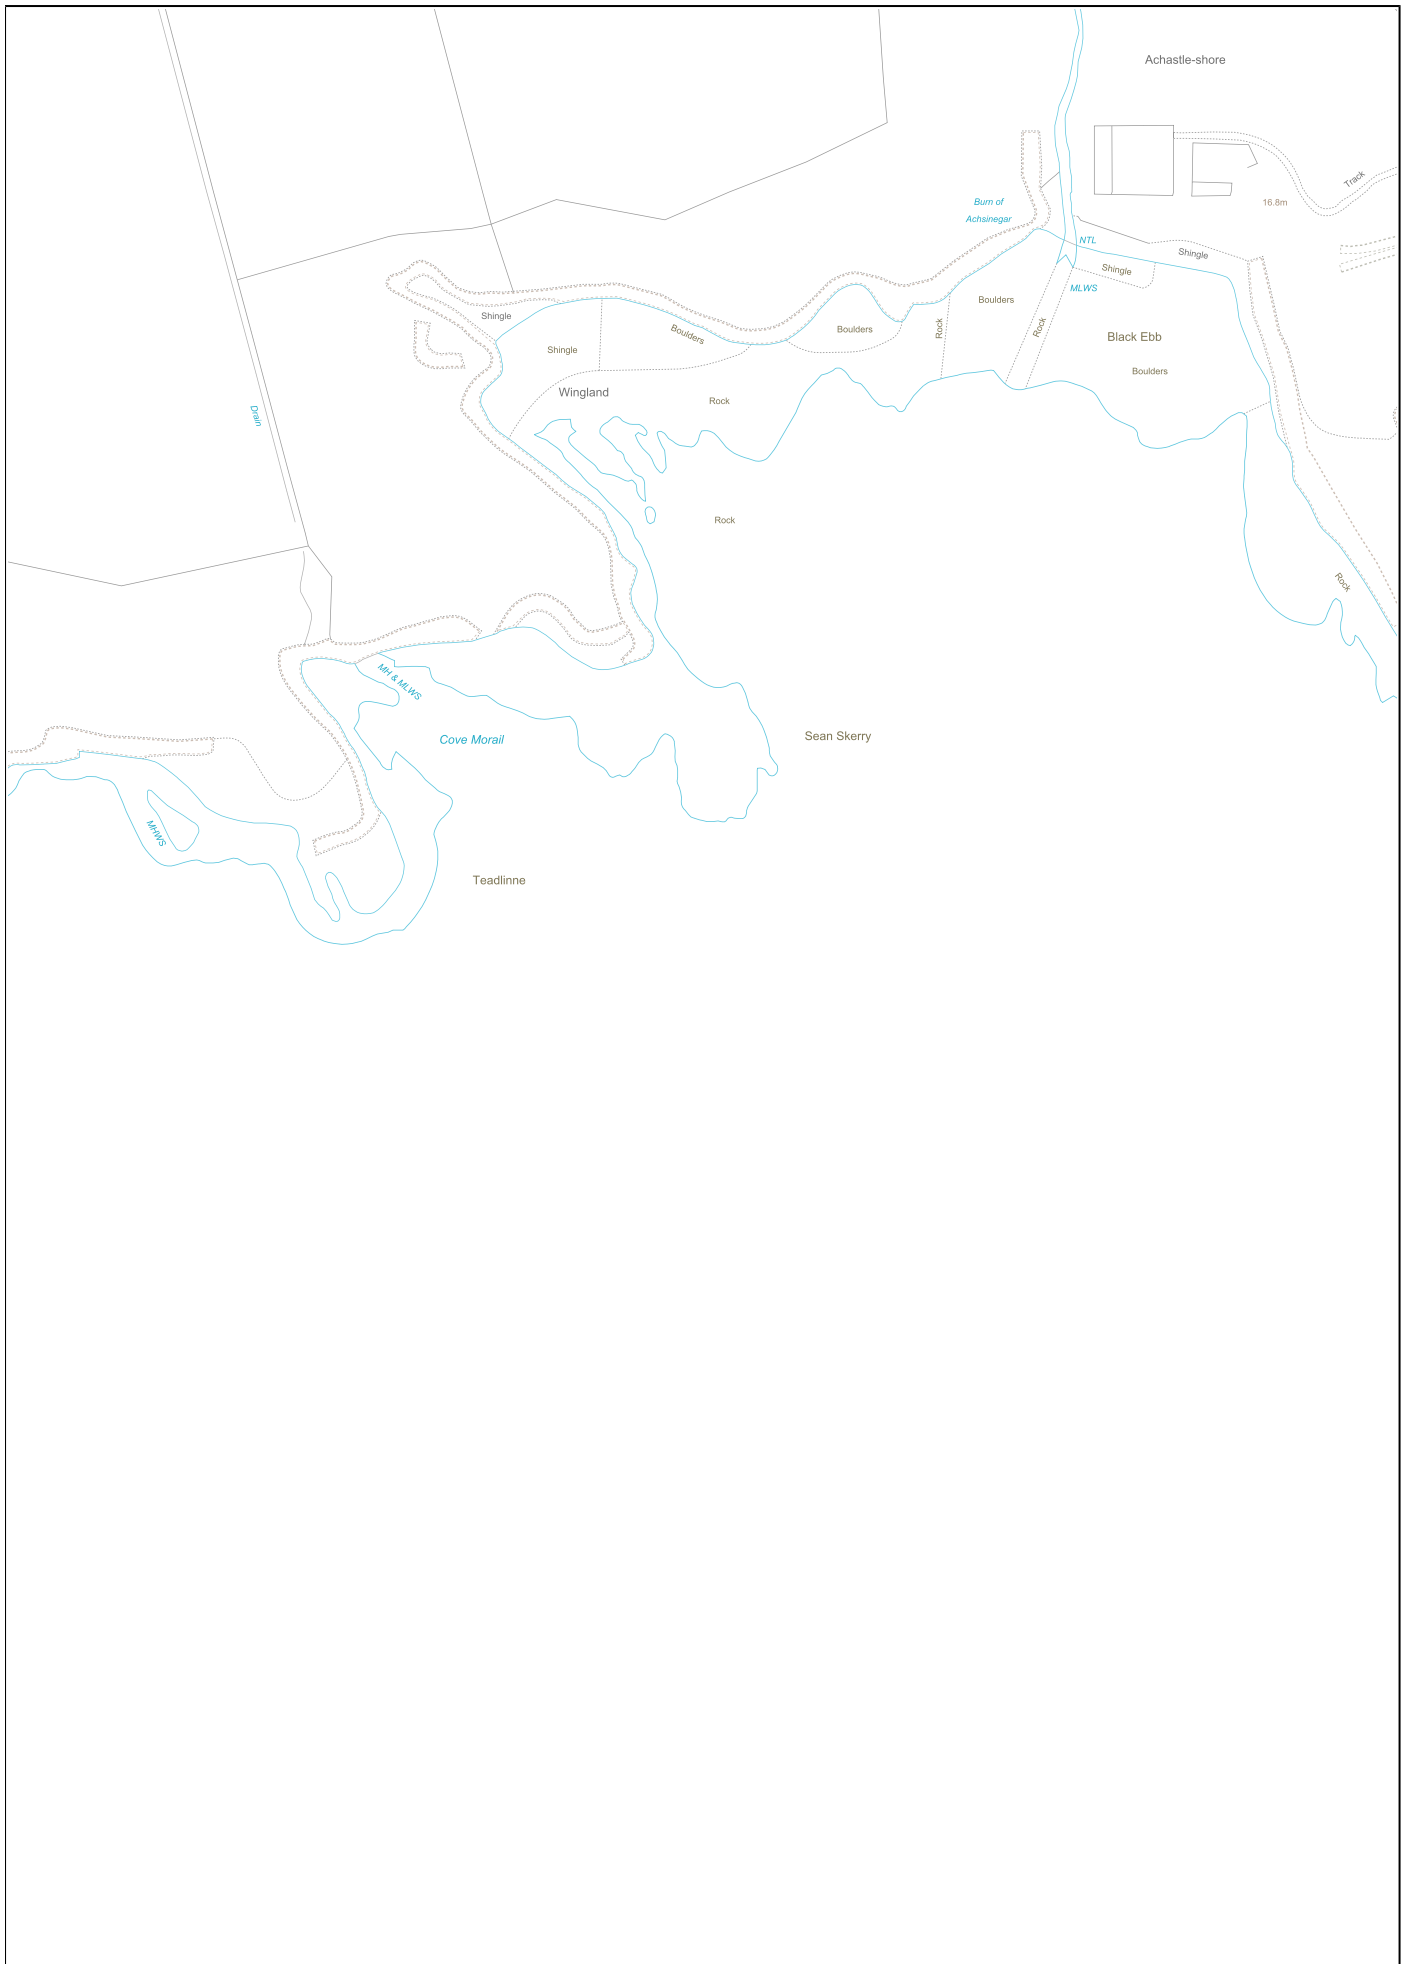 Achastle-shore
Track
16.8m
Burn of
Achsinegar
NTL
Shingle
Shingle
MLWS
Boulders
Shingle
Boulders
Boulders
Rock
Rock
Black Ebb
Shingle
Boulders
Wingland
Rock
Drain
Rock
Rock
MH & MLWS
Cove Morail
Sean Skerry
MHWS
Teadlinne